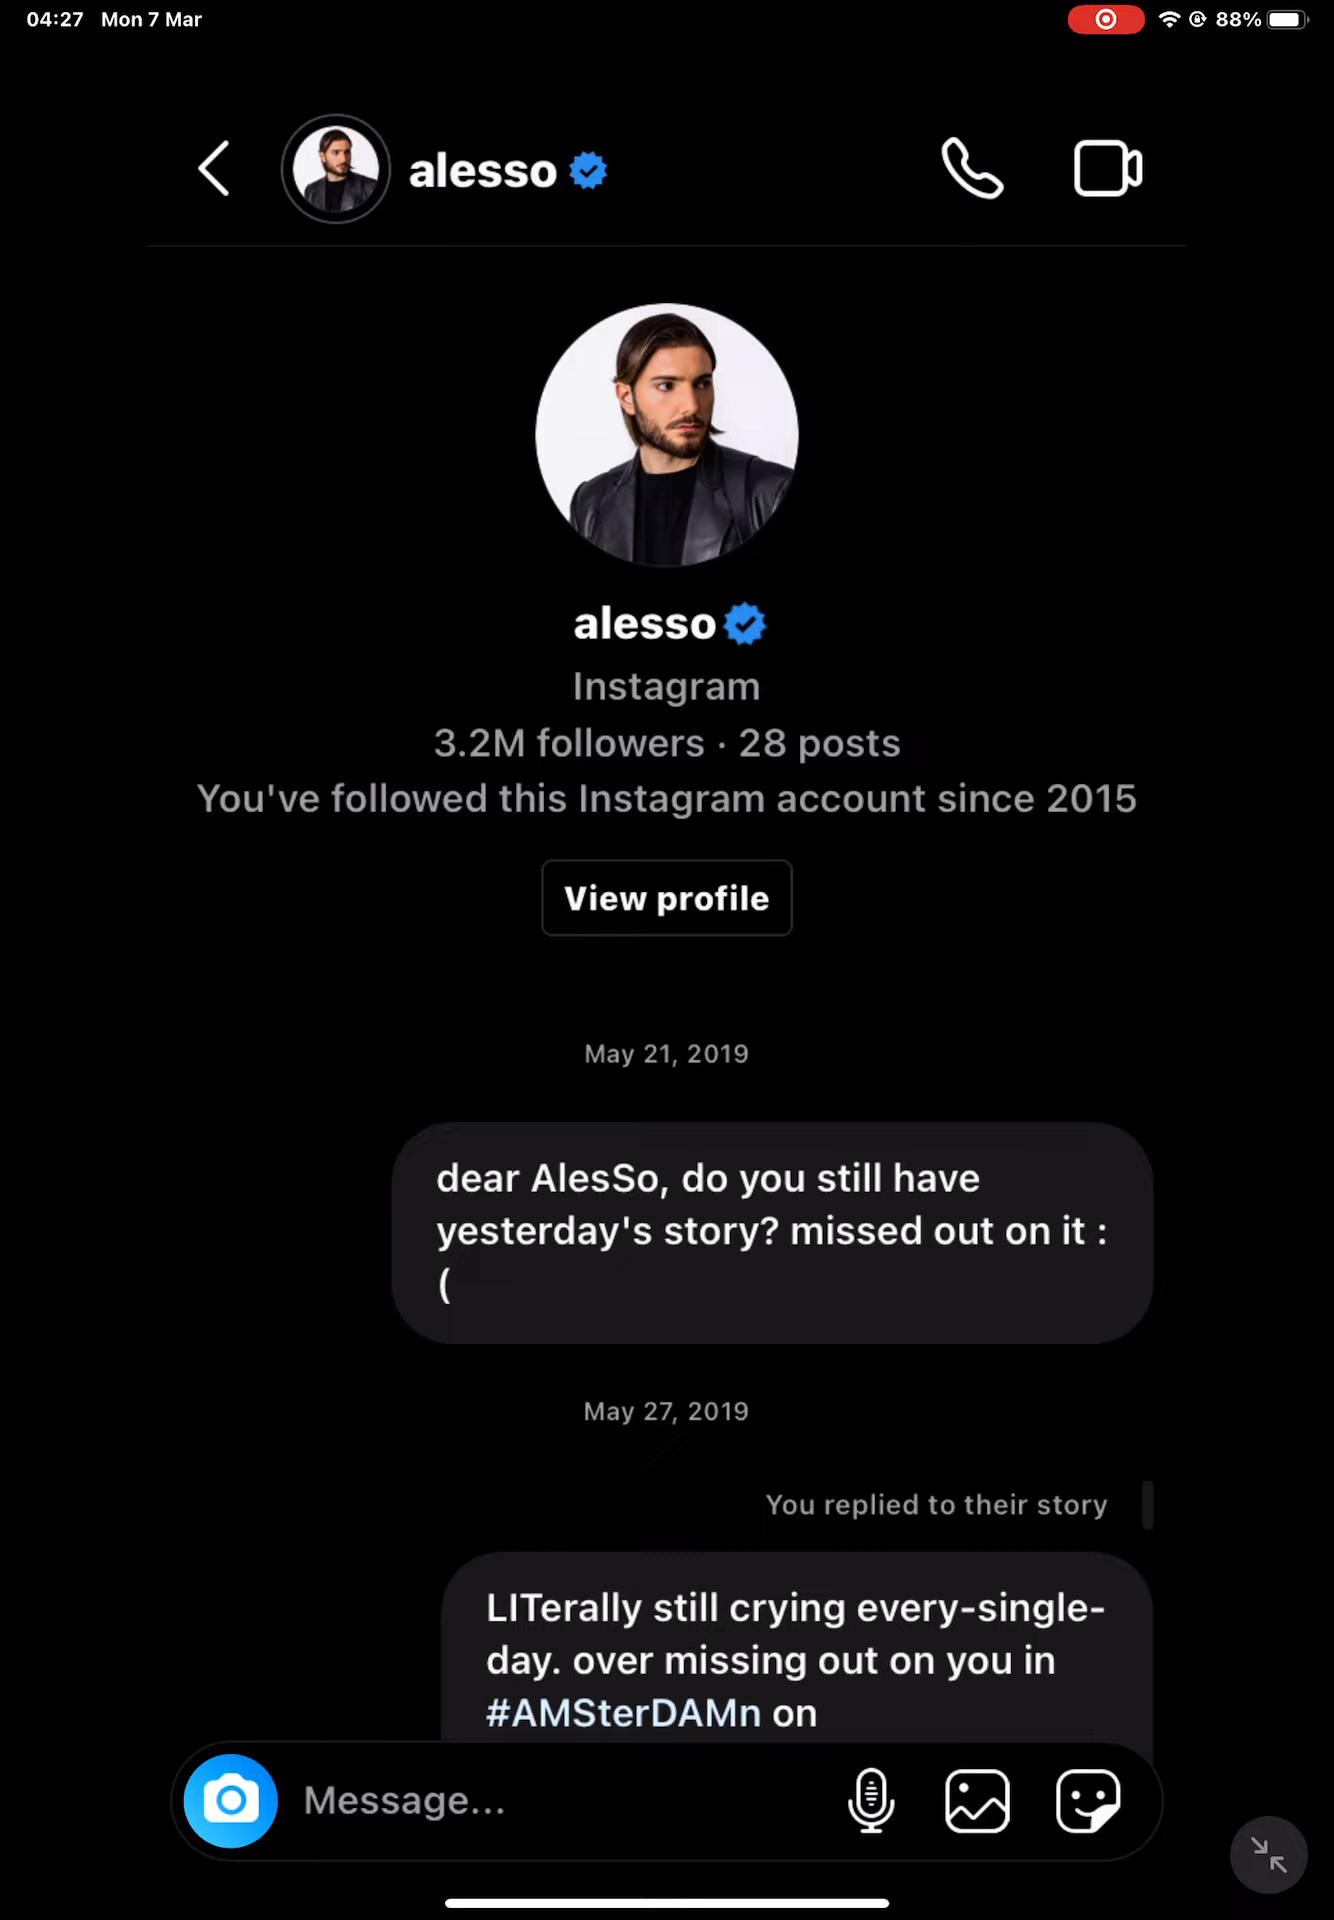 04:27 Mon 7 Mar 88%
alesso
alesso
Instagram
3.2M followers · 28 posts
You've followed this Instagram account since 2015
View profile
May 21, 2019
dear AlesSo, do you still have
yesterday's story? missed out on it :
(
May 27, 2019
You replied to their story
LITerally still crying every-single-
day. over missing out on you in
#AMSterDAMn on
Message...